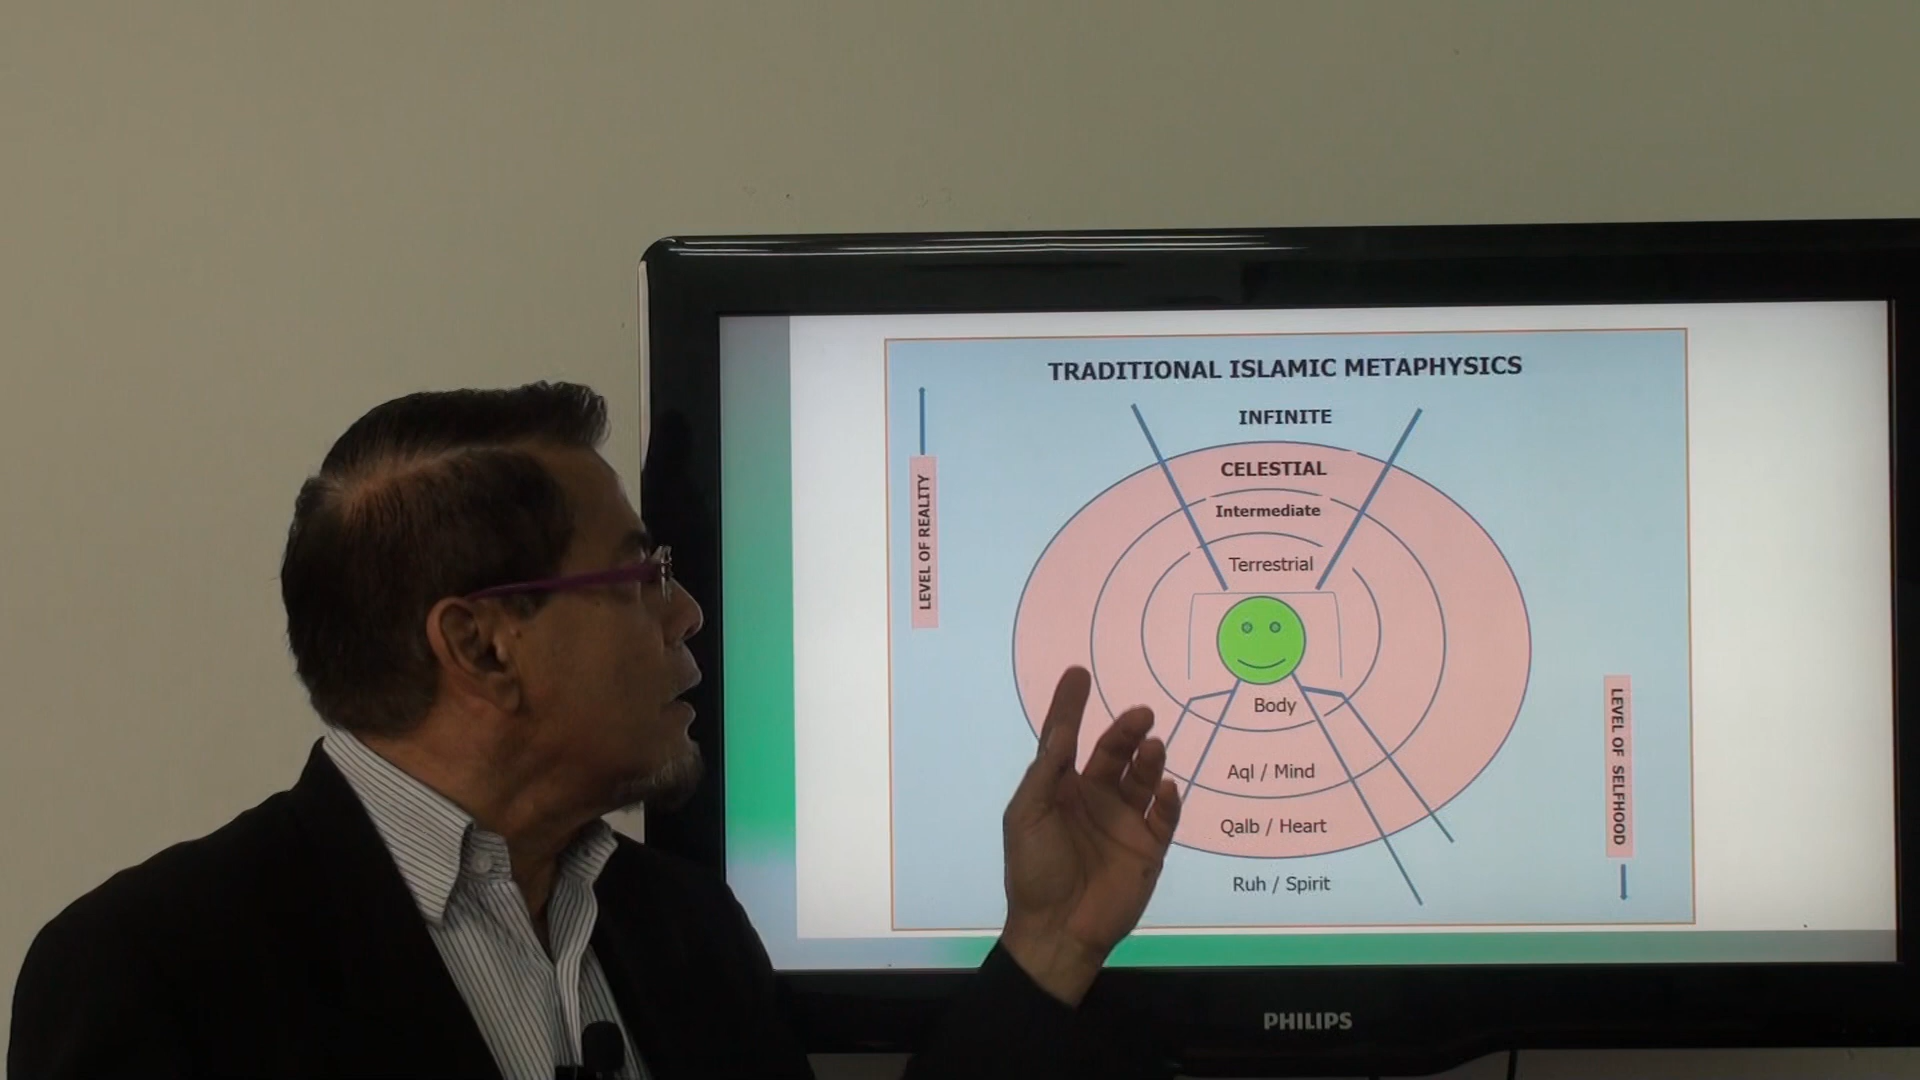 TRADITIONAL ISLAMIC METAPHYSICS
INFINITE
CELESTIAL
Intermediate
Terrestrial
LEVEL OF REALITY
Body
Aql / Mind
Qalb / Heart
Ruh / Spirit
LEVEL OF SELFHOOD
PHILIPS